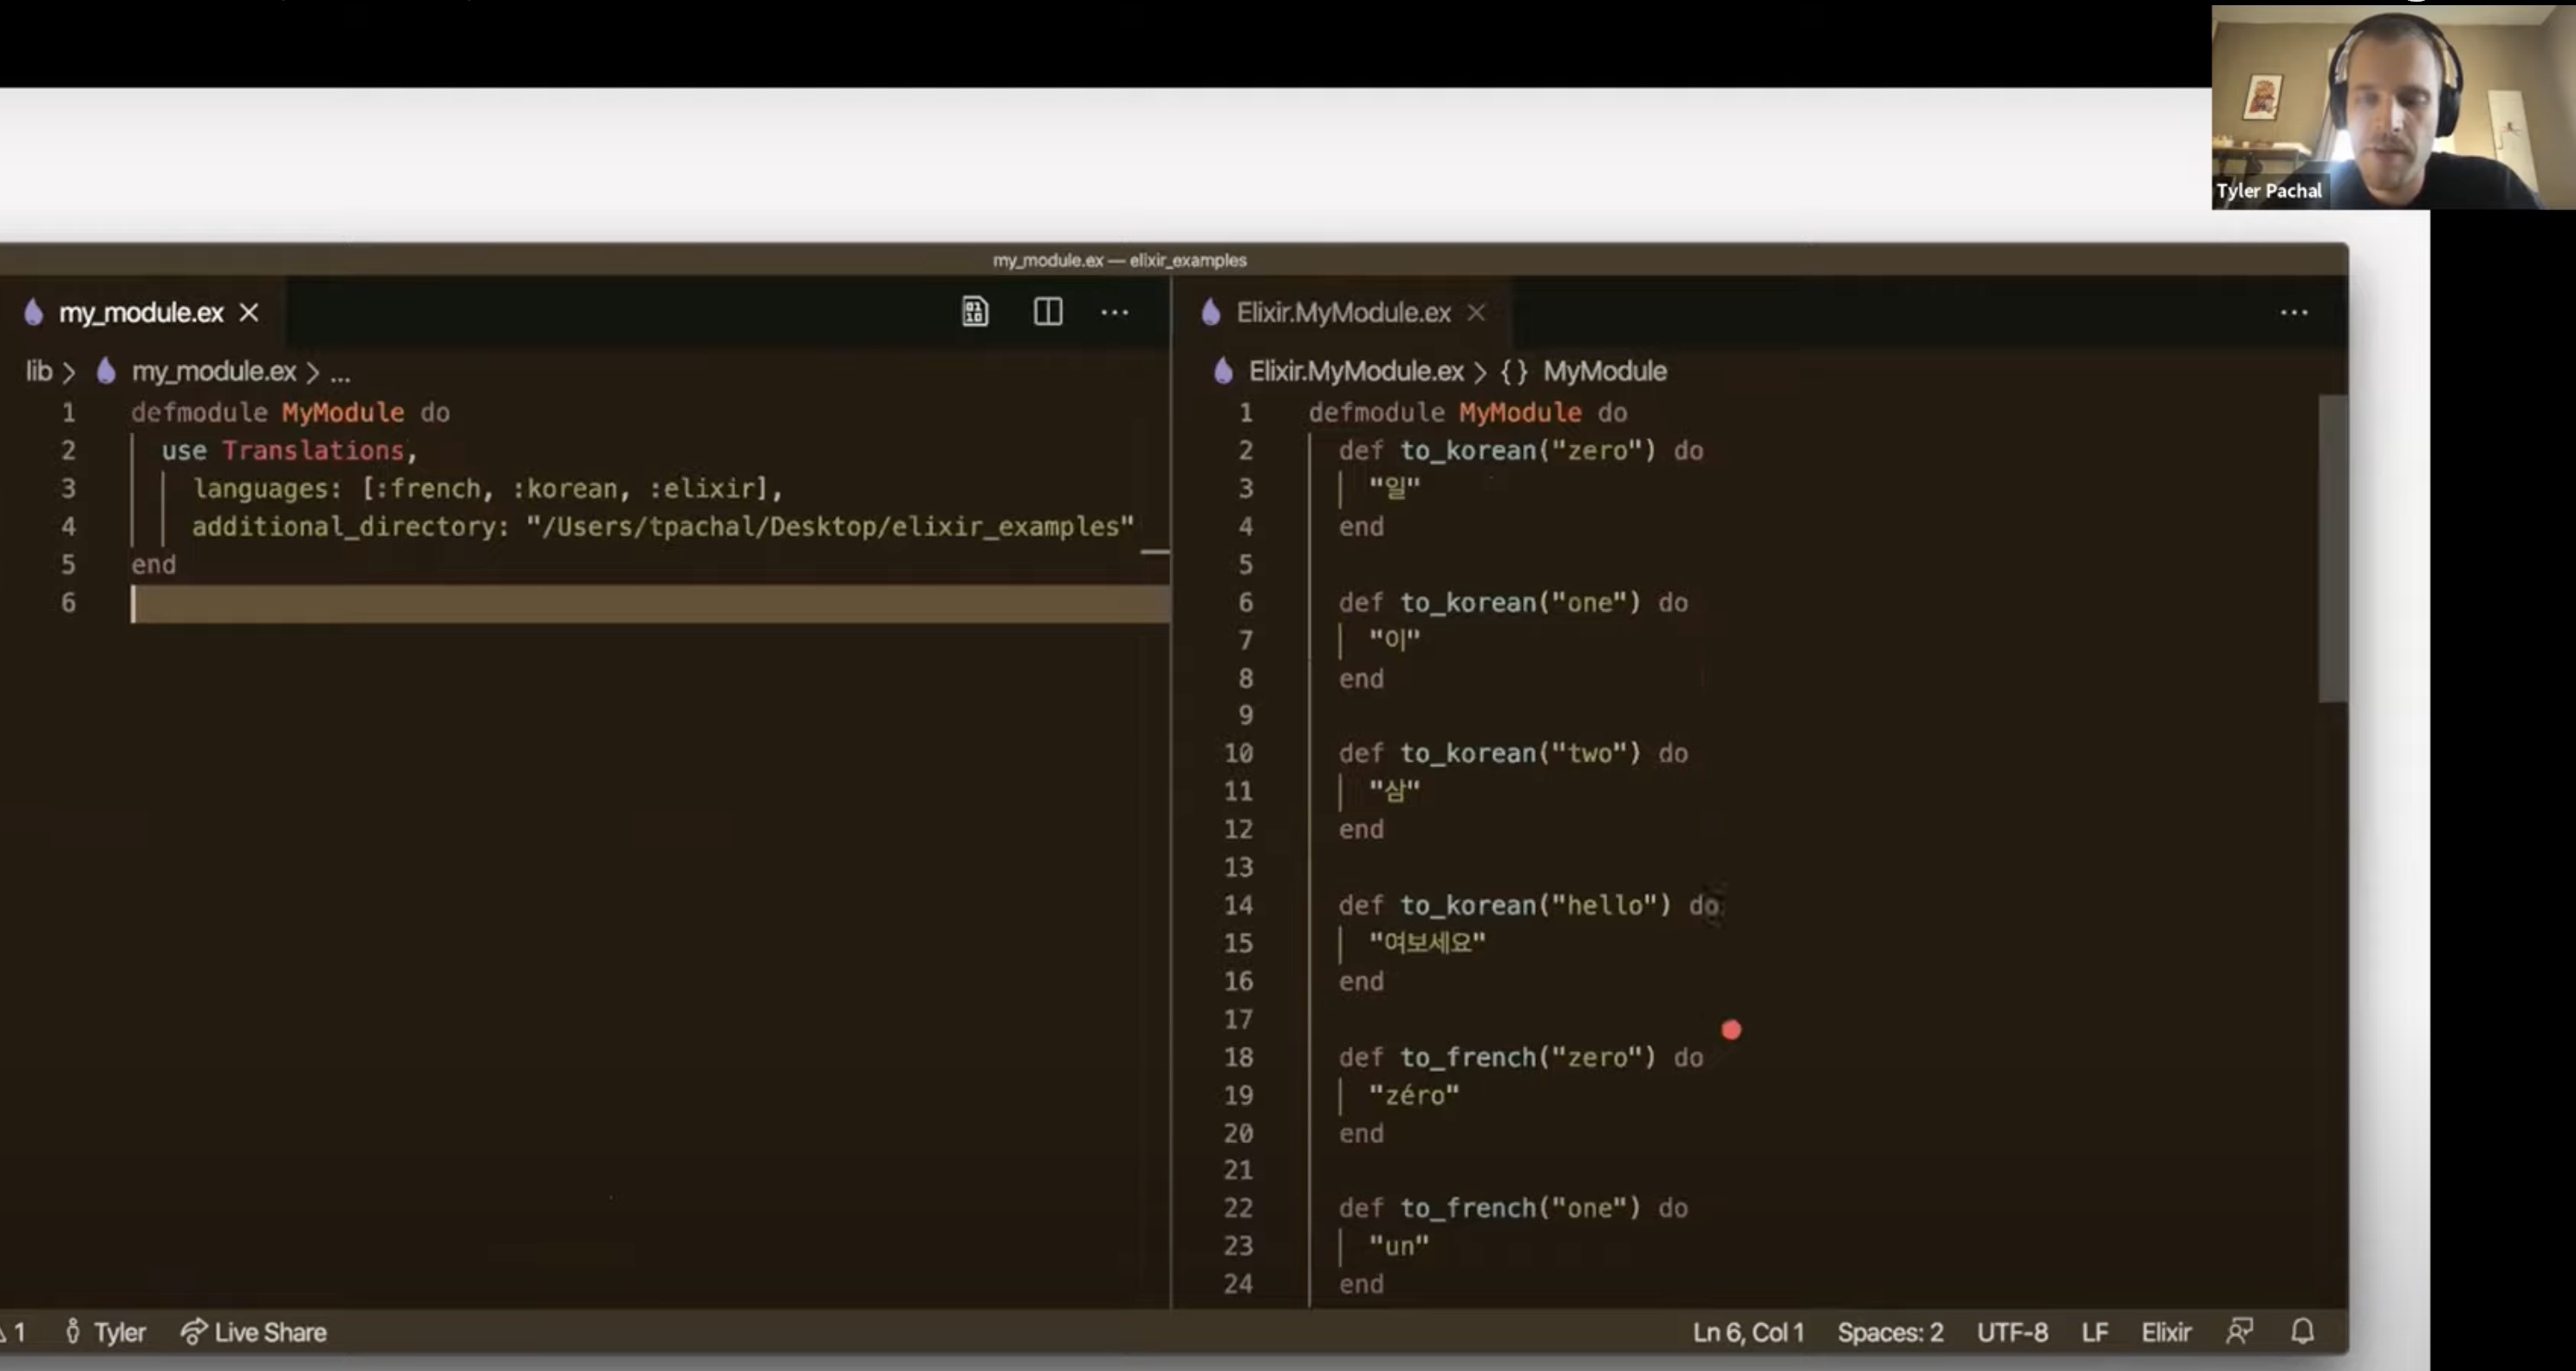 Tyler Pachal
my_module.ex — elixir_examples
my_module.ex
Elixir.MyModule.ex
lib > my_module.ex > ...
Elixir.MyModule.ex > {} MyModule
1 defmodule MyModule do
2 use Translations,
3 languages: [:french, :korean, :elixir],
4 additional_directory: "/Users/tpachal/Desktop/elixir_examples"
5 end
6
1 defmodule MyModule do
2 def to_korean("zero") do
3 "일"
4 end
5
6 def to_korean("one") do
7 "이"
8 end
9
10 def to_korean("two") do
11 "삼"
12 end
13
14 def to_korean("hello") do
15 "여보세요"
16 end
17
18 def to_french("zero") do
19 "zéro"
20 end
21
22 def to_french("one") do
23 "un"
24 end
1 Tyler Live Share
Ln 6, Col 1 Spaces: 2 UTF-8 LF Elixir